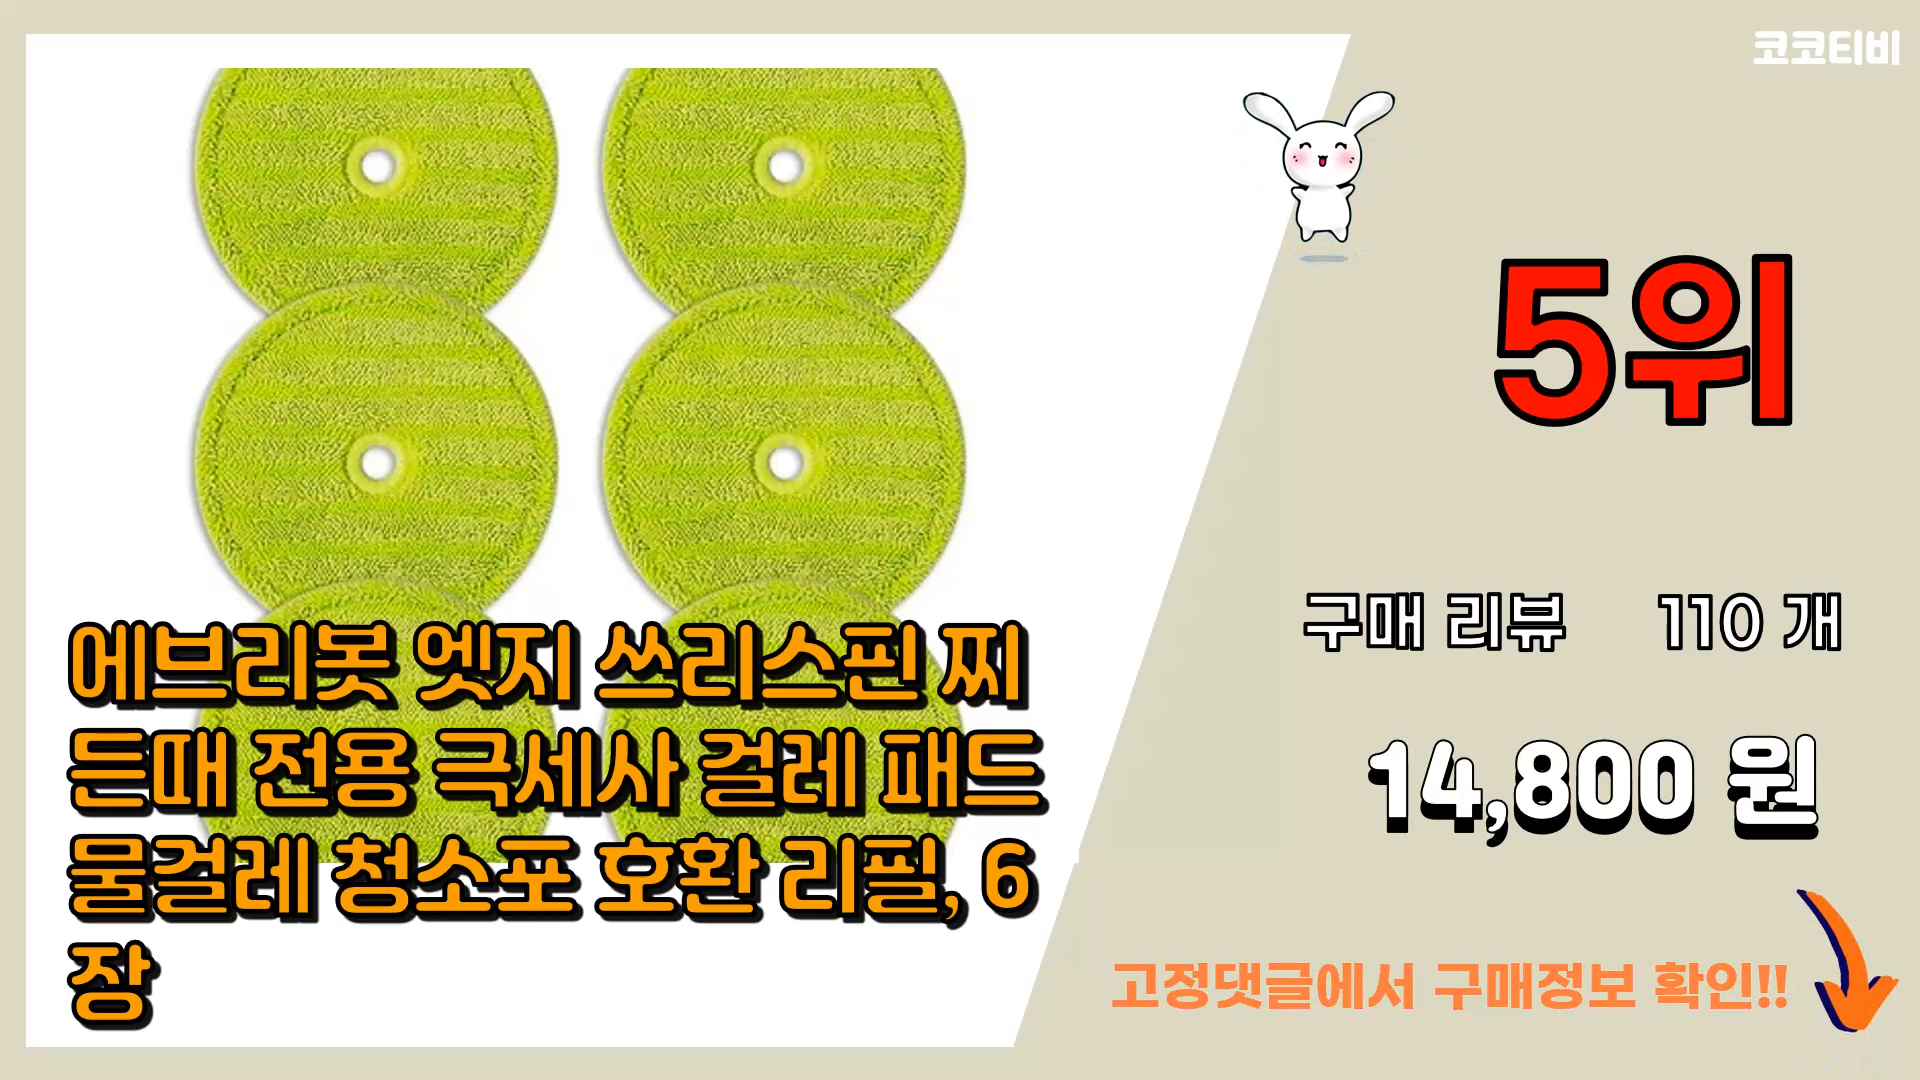 코코티비
5위
구매 리뷰 110 개
14,800 원
에브리봇 엣지 쓰리스핀 찌
든때 전용 극세사 걸레 패드
물걸레 청소포 호환 리필, 6
장
고정댓글에서 구매정보 확인!!